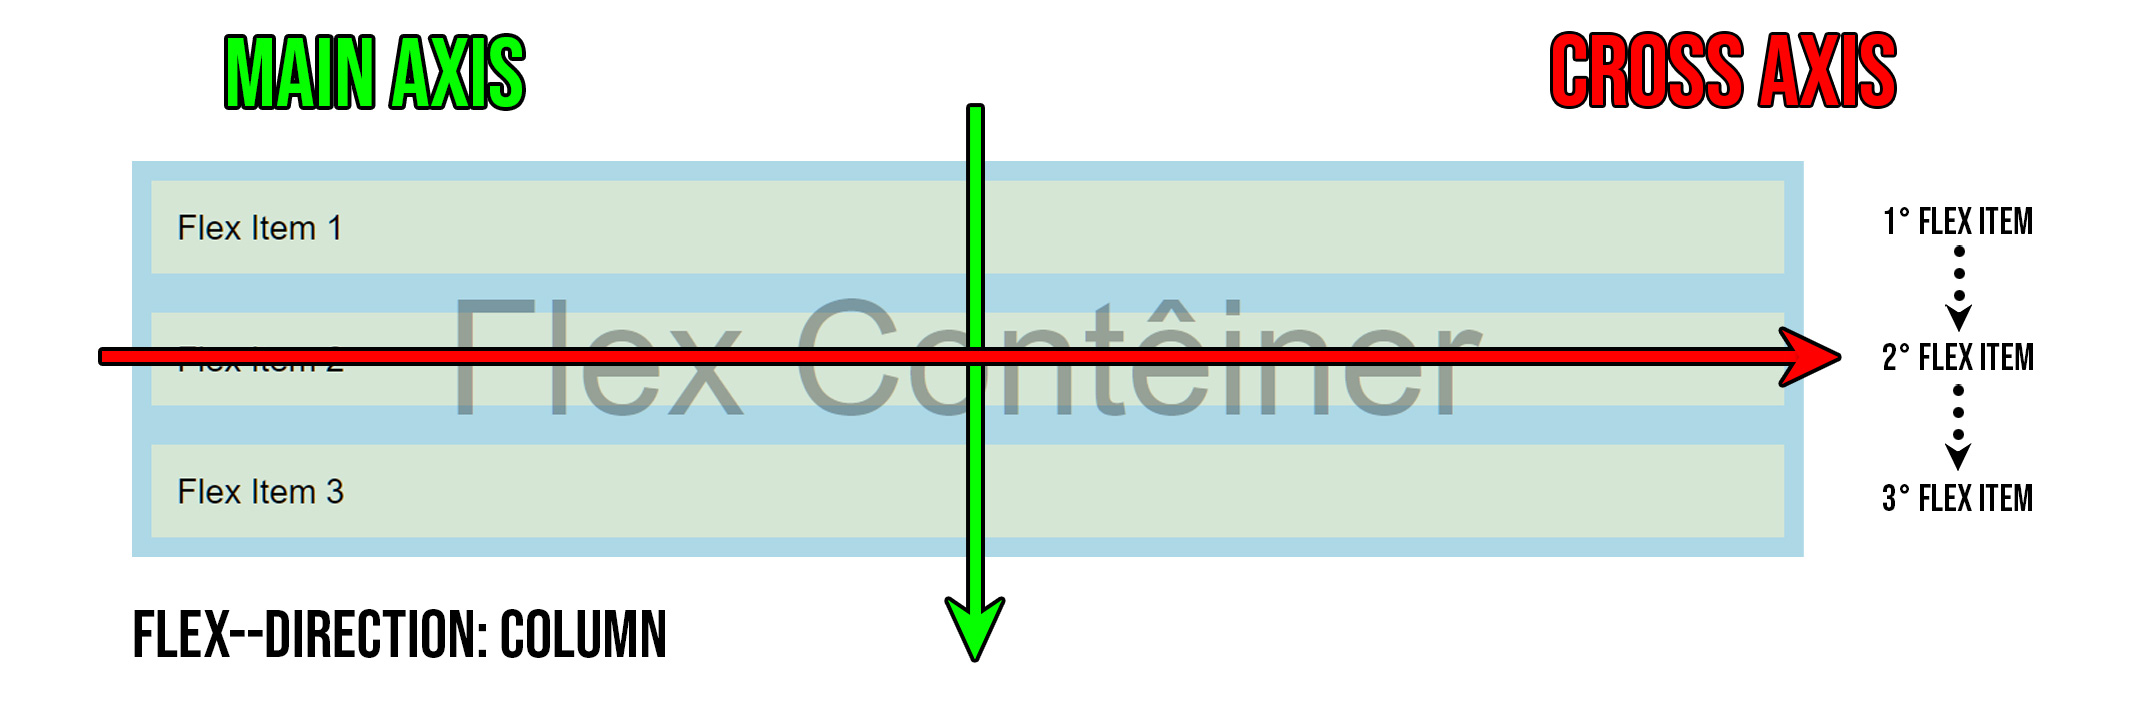 MAIN AXIS
CROSS AXIS
Flex Item 1
1° FLEX ITEM
Flex Contêiner
Flex Item 2
2° FLEX ITEM
Flex Item 3
3° FLEX ITEM
FLEX--DIRECTION: COLUMN